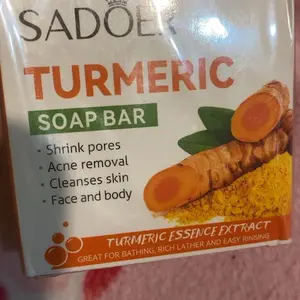 SADOER
TURMERIC
SOAP BAR
· Shrink pores
· Acne removal
· Cleanses skin
· Face and body
TURMERIC ESSENCE EXTRACT
GREAT FOR BATHING, RICH LATHER AND EASY RINSING